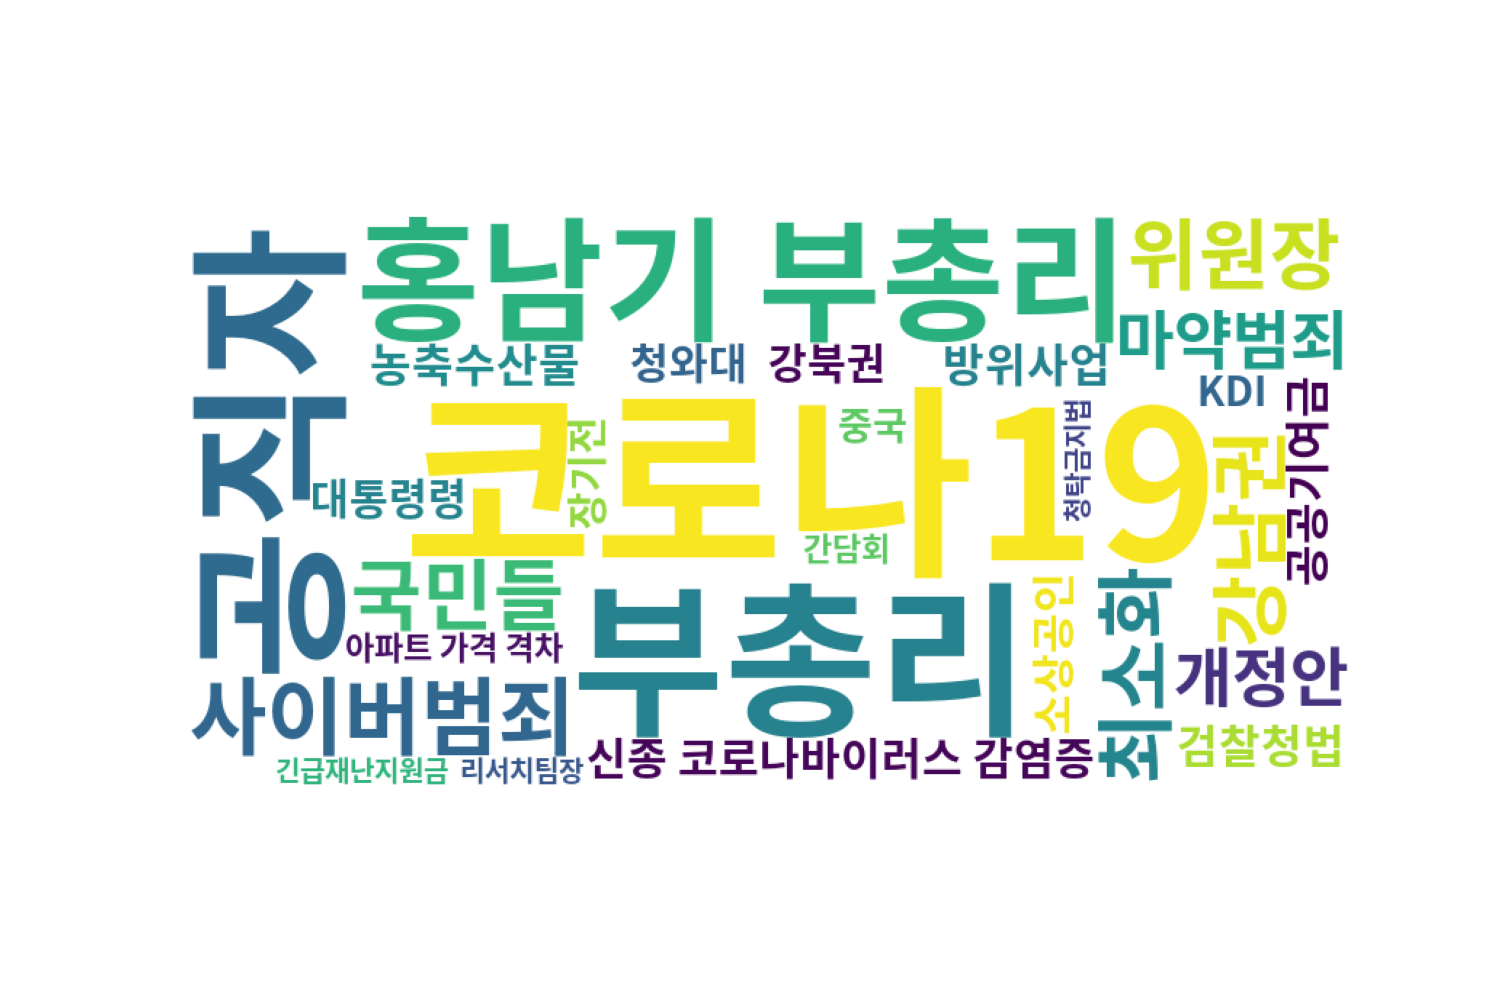 공직자
홍남기 부총리
위원장
마약범죄
농축수산물
청와대
강북권
방위사업
KDI
공공기여금
코로나19
중국
장기전
청탁금지법
강남권
대통령령
간담회
국민들
부총리
소상공인
최소화
아파트 가격 격차
개정안
사이버범죄
신종 코로나바이러스 감염증
검찰청법
긴급재난지원금
리서치팀장